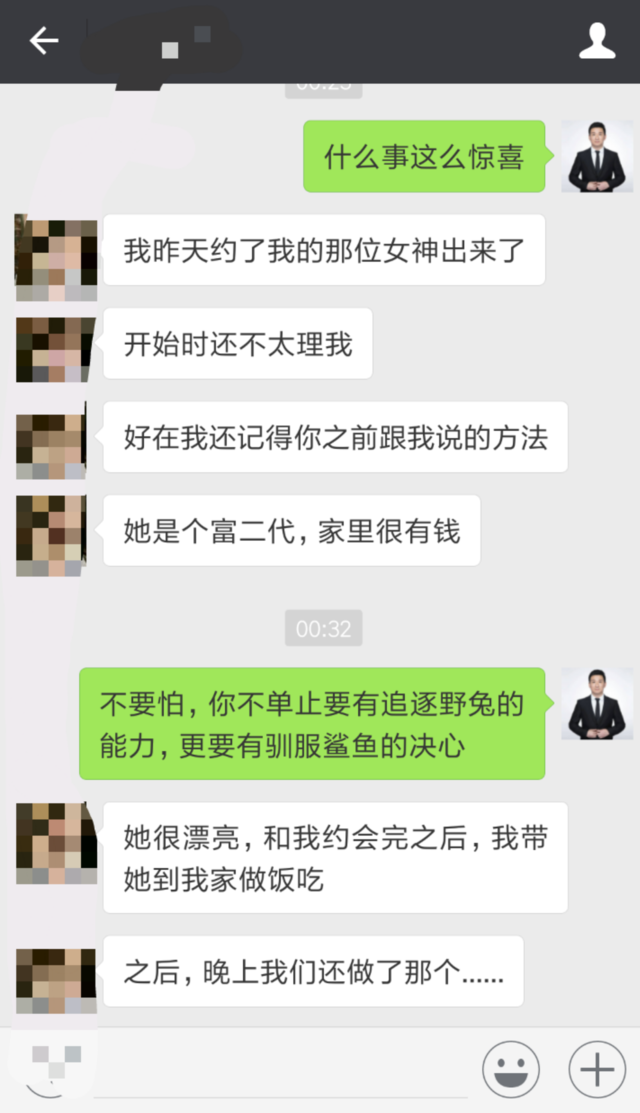 什么事这么惊喜
我昨天约了我的那位女神出来了
开始时还不太理我
好在我还记得你之前跟我说的方法
她是个富二代，家里很有钱
00:32
不要怕，你不单止要有追逐野兔的
能力，更要有驯服鲨鱼的决心
她很漂亮，和我约会完之后，我带
她到我家做饭吃
之后，晚上我们还做了那个......